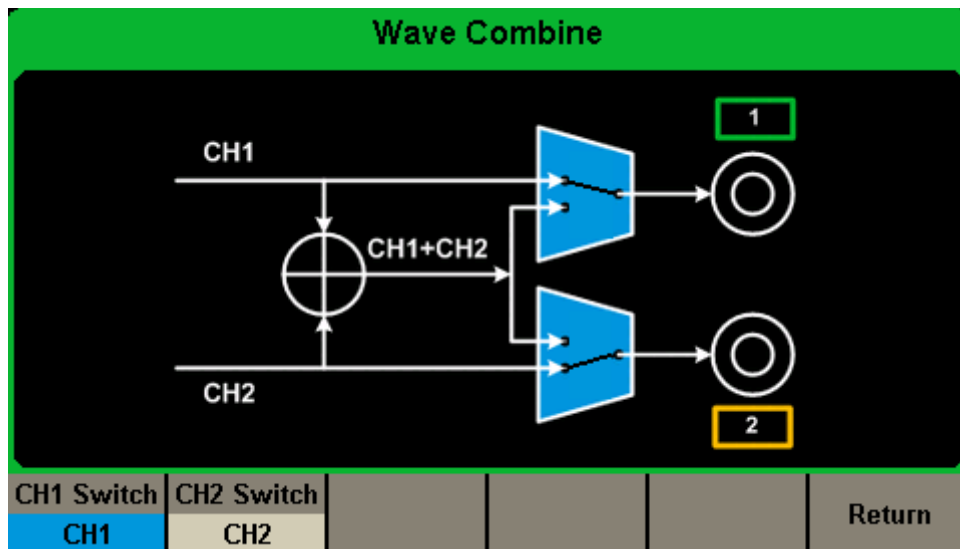 Wave Combine
1
CH1
CH1+CH2
CH2
2
CH1 Switch
CH1
CH2 Switch
CH2
Return